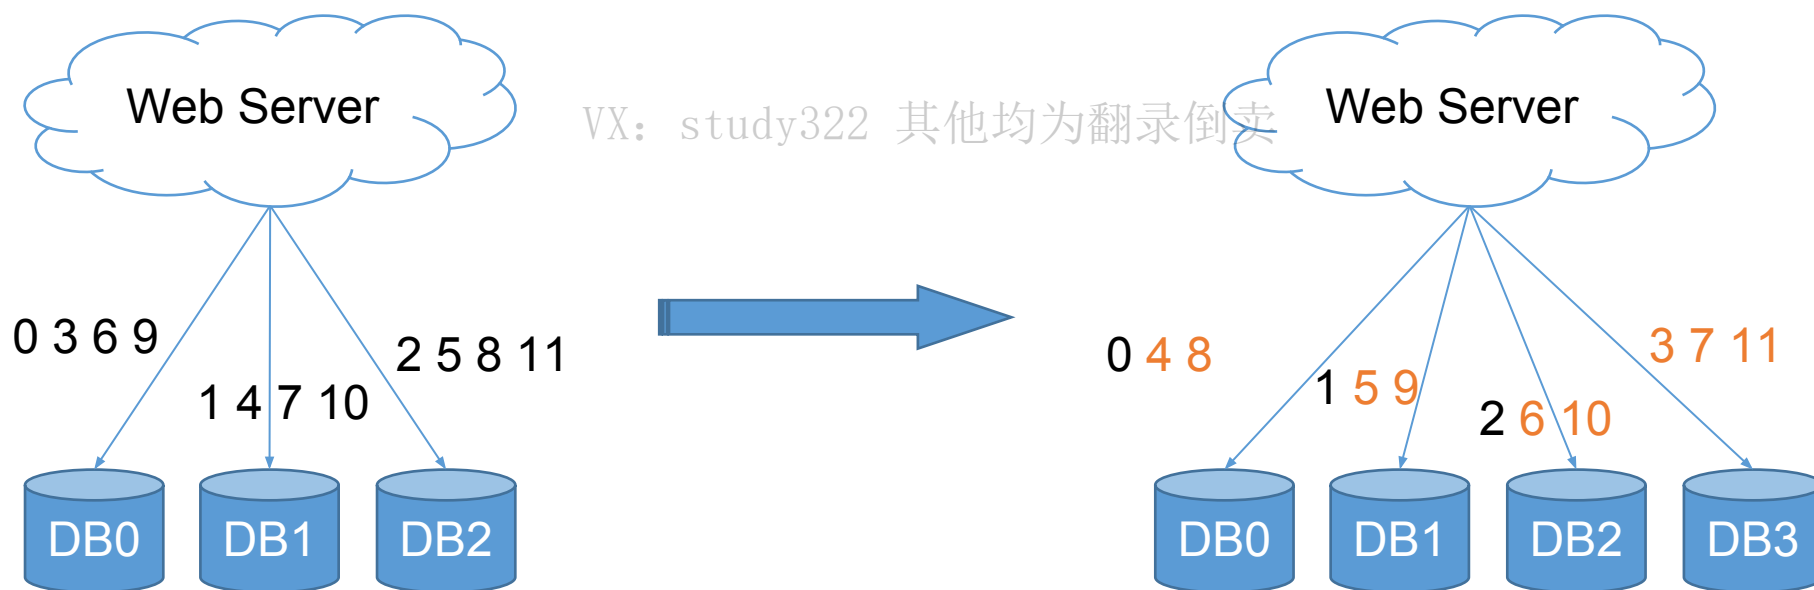 Web Server
VX: study322 其他均为翻录倒卖
Web Server
0 3 6 9
2 5 8 11
1 4 7 10
0 4 8
1 5 9
2 6 10
3 7 11
DB0
DB1
DB2
DB0
DB1
DB2
DB3